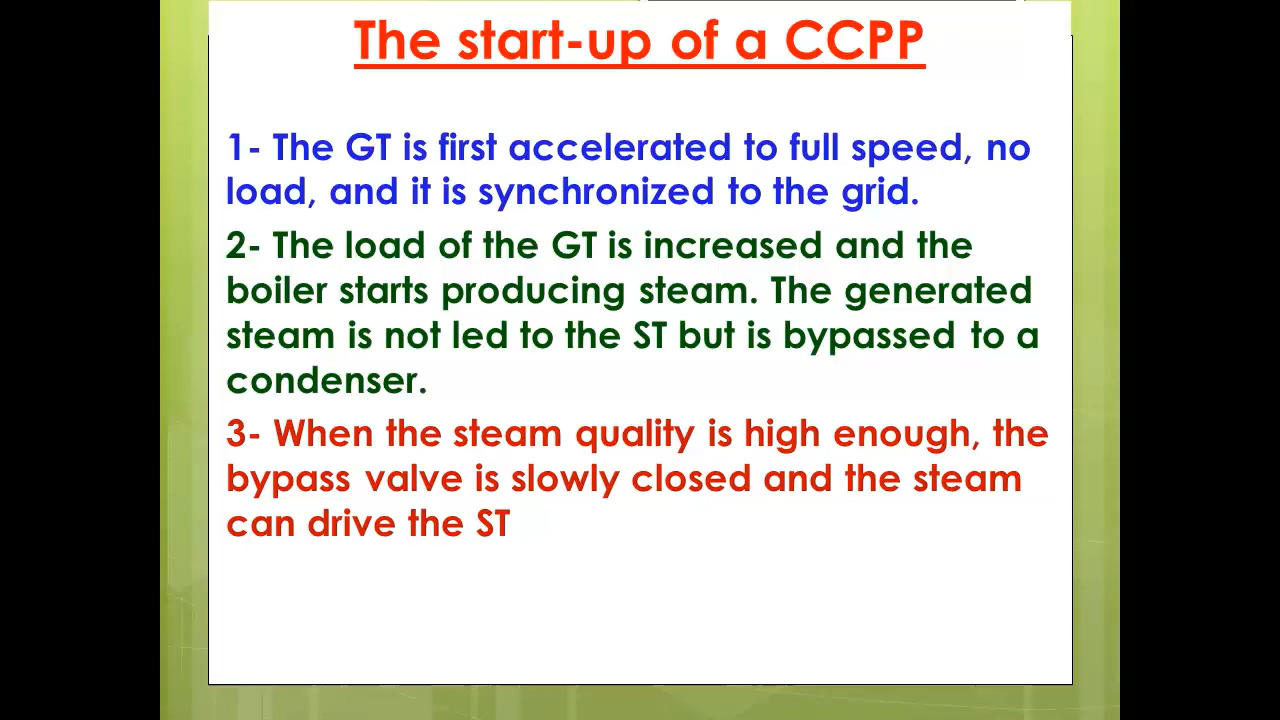 The start-up of a CCPP
1- The GT is first accelerated to full speed, no
load, and it is synchronized to the grid.
2- The load of the GT is increased and the
boiler starts producing steam. The generated
steam is not led to the ST but is bypassed to a
condenser.
3- When the steam quality is high enough, the
bypass valve is slowly closed and the steam
can drive the ST